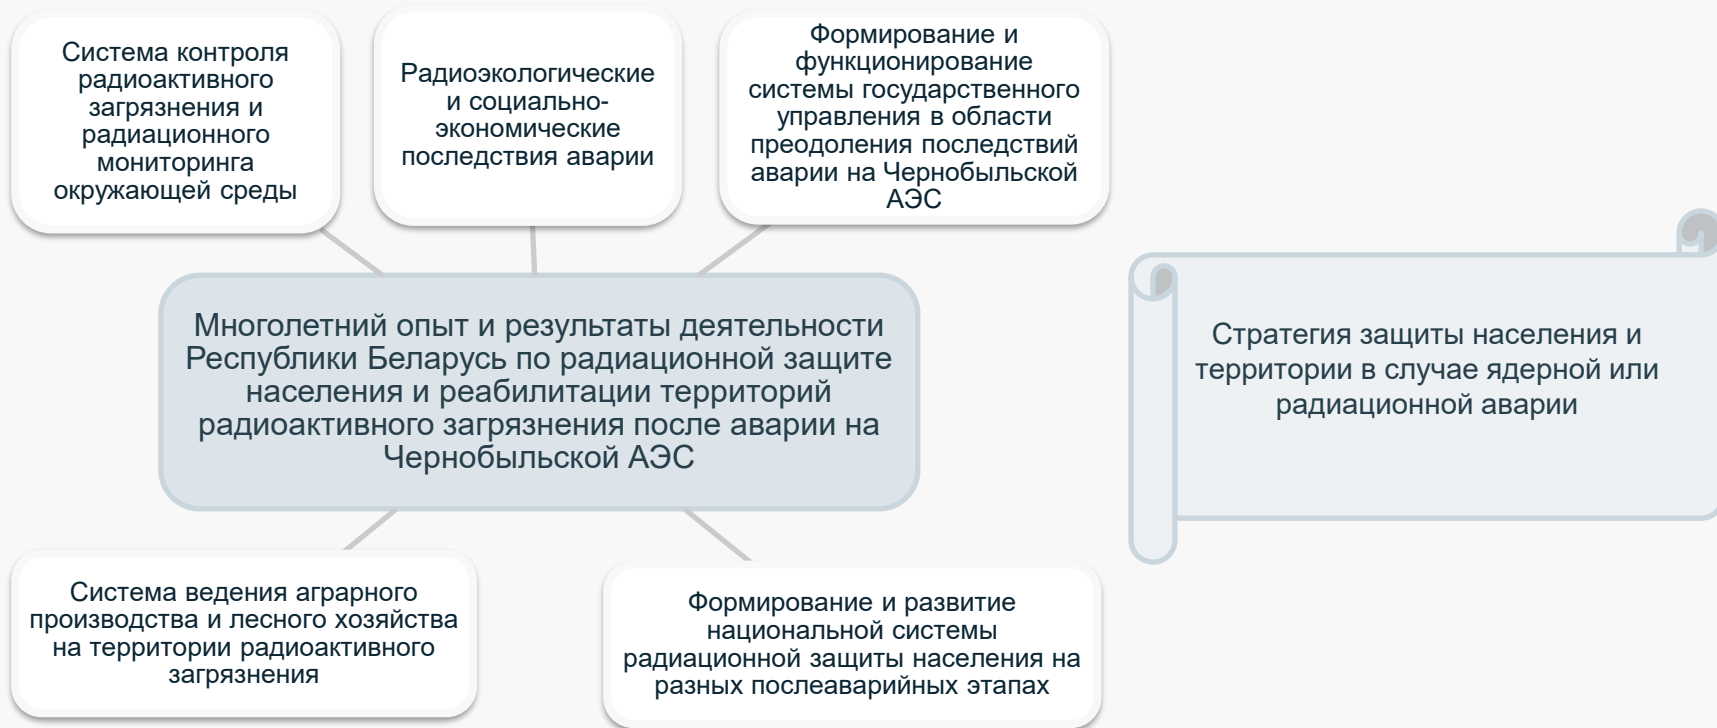 Система контроля
радиоактивного
загрязнения и
радиационного
мониторинга
окружающей среды
Радиоэкологические
и социально-
экономические
последствия аварии
Формирование и
функционирование
системы государственного
управления в области
преодоления последствий
аварии на Чернобыльской
АЭС
Многолетний опыт и результаты деятельности
Республики Беларусь по радиационной защите
населения и реабилитации территорий
радиоактивного загрязнения после аварии на
Чернобыльской АЭС
Стратегия защиты населения и
территории в случае ядерной или
радиационной аварии
Система ведения аграрного
производства и лесного хозяйства
на территории радиоактивного
загрязнения
Формирование и развитие
национальной системы
радиационной защиты населения на
разных послеаварийных этапах